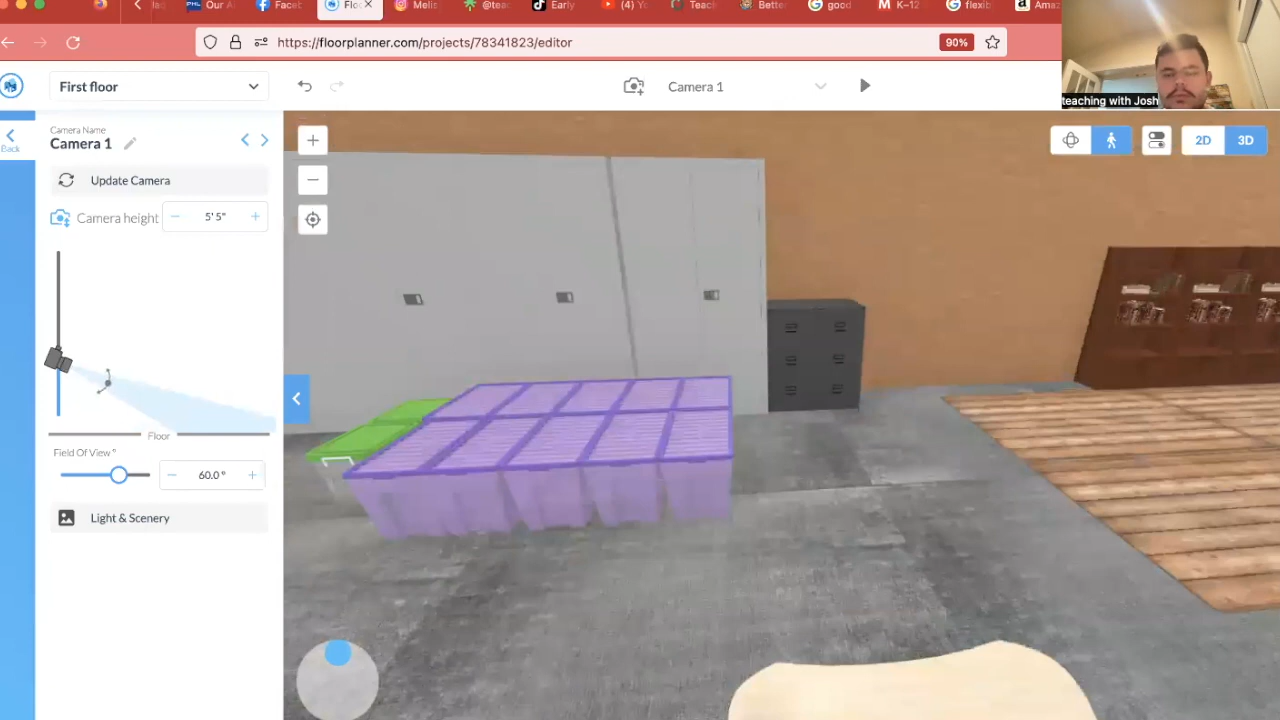 Our A
Faceb
Floo
Melis
@tea
Early
(4) Yo
Teach
Bette
good
K–12
flexib
Amaz
https://floorplanner.com/projects/78341823/editor
90%
teaching with Josh
First floor
Camera 1
Back
Camera Name
Camera 1
2D
3D
Update Camera
Camera height
5' 5"
Floor
Field Of View °
60.0 °
Light & Scenery